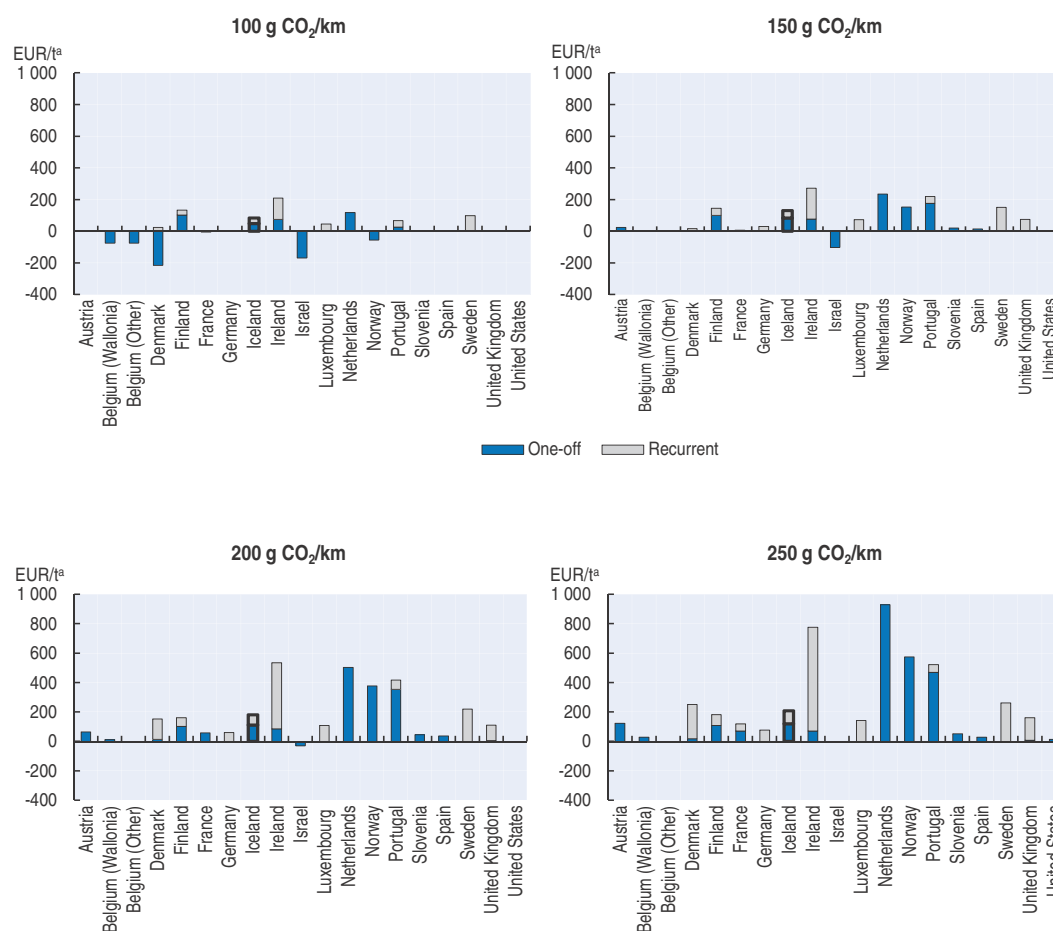 100 g CO₂/km
EUR/tᵃ
1 000
800
600
400
200
0
-200
-400
Austria
Belgium (Wallonia)
Belgium (Other)
Denmark
Finland
France
Germany
Iceland
Ireland
Israel
Luxembourg
Netherlands
Norway
Portugal
Slovenia
Spain
Sweden
United Kingdom
United States
150 g CO₂/km
EUR/tᵃ
1 000
800
600
400
200
0
-200
-400
Austria
Belgium (Wallonia)
Belgium (Other)
Denmark
Finland
France
Germany
Iceland
Ireland
Israel
Luxembourg
Netherlands
Norway
Portugal
Slovenia
Spain
Sweden
United Kingdom
United States
One-off
Recurrent
200 g CO₂/km
EUR/tᵃ
1 000
800
600
400
200
0
-200
-400
Austria
Belgium (Wallonia)
Belgium (Other)
Denmark
Finland
France
Germany
Iceland
Ireland
Israel
Luxembourg
Netherlands
Norway
Portugal
Slovenia
Spain
Sweden
United Kingdom
United States
250 g CO₂/km
EUR/tᵃ
1 000
800
600
400
200
0
-200
-400
Austria
Belgium (Wallonia)
Belgium (Other)
Denmark
Finland
France
Germany
Iceland
Ireland
Israel
Luxembourg
Netherlands
Norway
Portugal
Slovenia
Spain
Sweden
United Kingdom
United States